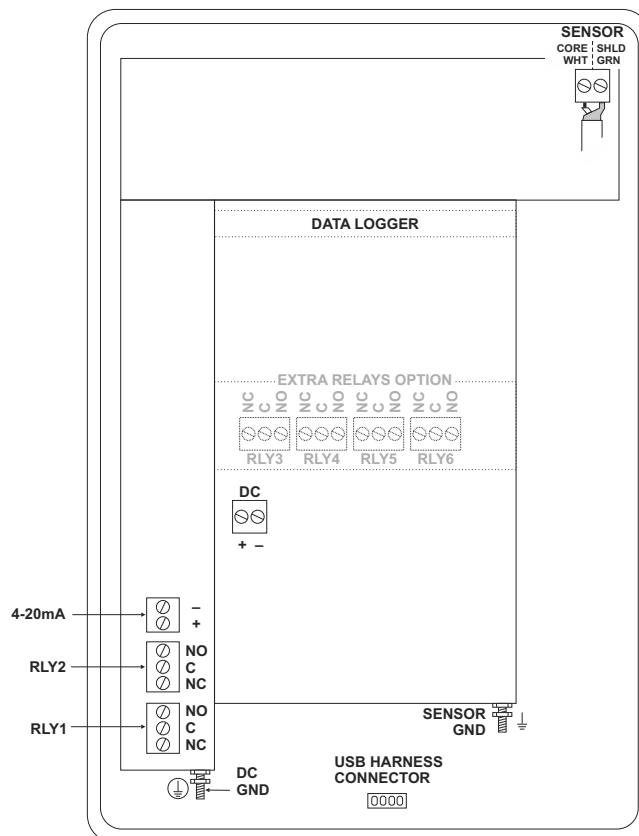 SENSOR
CORE SHLD
WHT GRN
DATA LOGGER
EXTRA RELAYS OPTION
NC C NO NC C NO NC C NO NC C NO
RLY3 RLY4 RLY5 RLY6
DC
+ –
4-20mA
–
+
RLY2
NO
C
NC
RLY1
NO
C
NC
SENSOR
GND
DC
GND
USB HARNESS
CONNECTOR